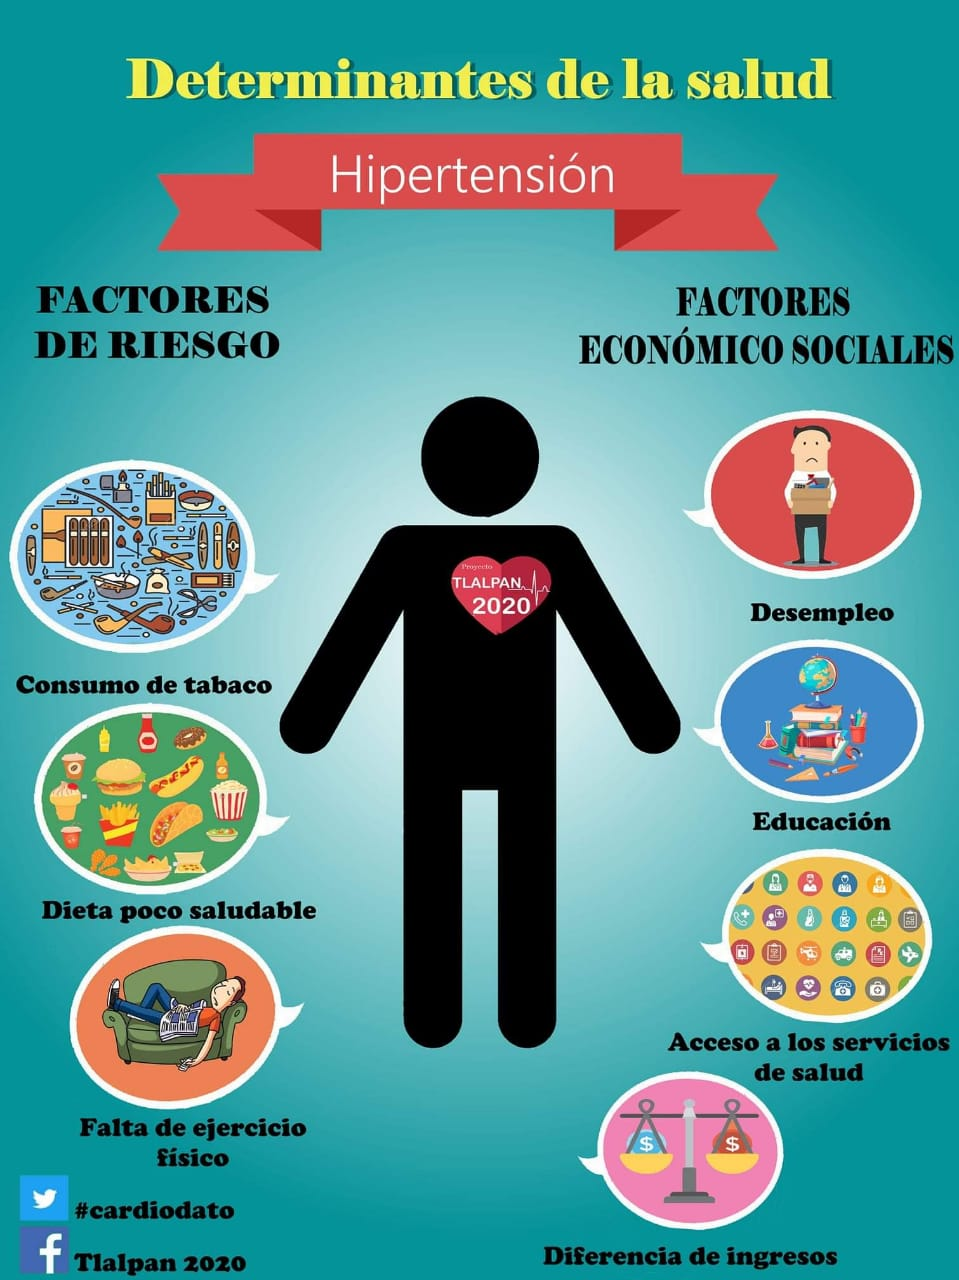 Determinantes de la salud
Hipertensión
FACTORES
DE RIESGO
FACTORES
ECONÓMICO SOCIALES
Proyecto
TLALPAN
2020
Consumo de tabaco
Dieta poco saludable
Falta de ejercicio
físico
Desempleo
Educación
Acceso a los servicios
de salud
$ $
Diferencia de ingresos
#cardiodato
f
Tlalpan 2020